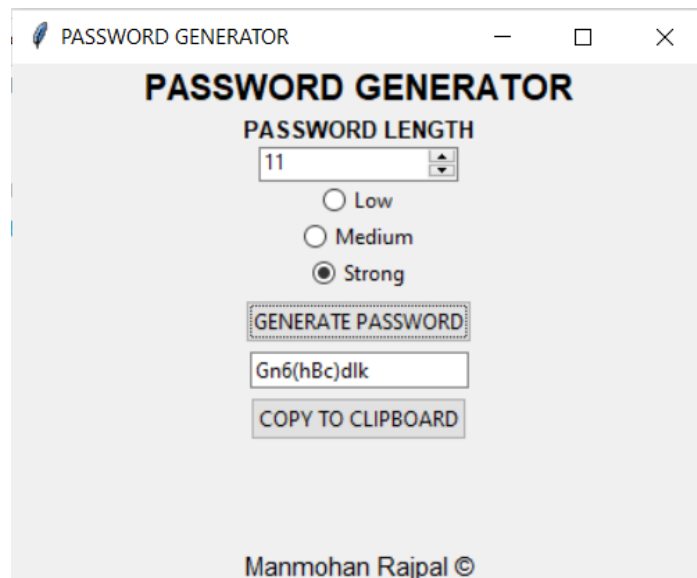 PASSWORD GENERATOR
PASSWORD GENERATOR
PASSWORD LENGTH
11
Low
Medium
Strong
GENERATE PASSWORD
Gn6(hBc)dlk
COPY TO CLIPBOARD
Manmohan Rajpal ©